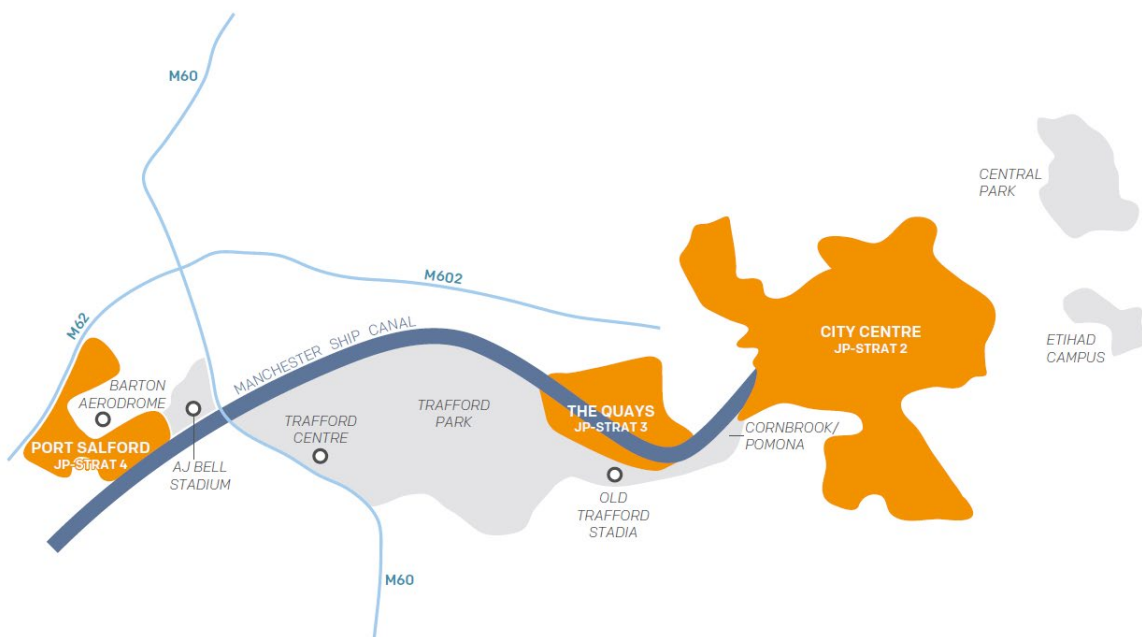 M60
CENTRAL
PARK
M602
M62
MANCHESTER SHIP CANAL
CITY CENTRE
JP-STRAT 2
ETIHAD
CAMPUS
BARTON
AERODROME
TRAFFORD
PARK
THE QUAYS
JP-STRAT 3
TRAFFORD
CENTRE
CORNBROOK/
POMONA
PORT SALFORD
JP-STRAT 4
AJ BELL
STADIUM
OLD
TRAFFORD
STADIA
M60